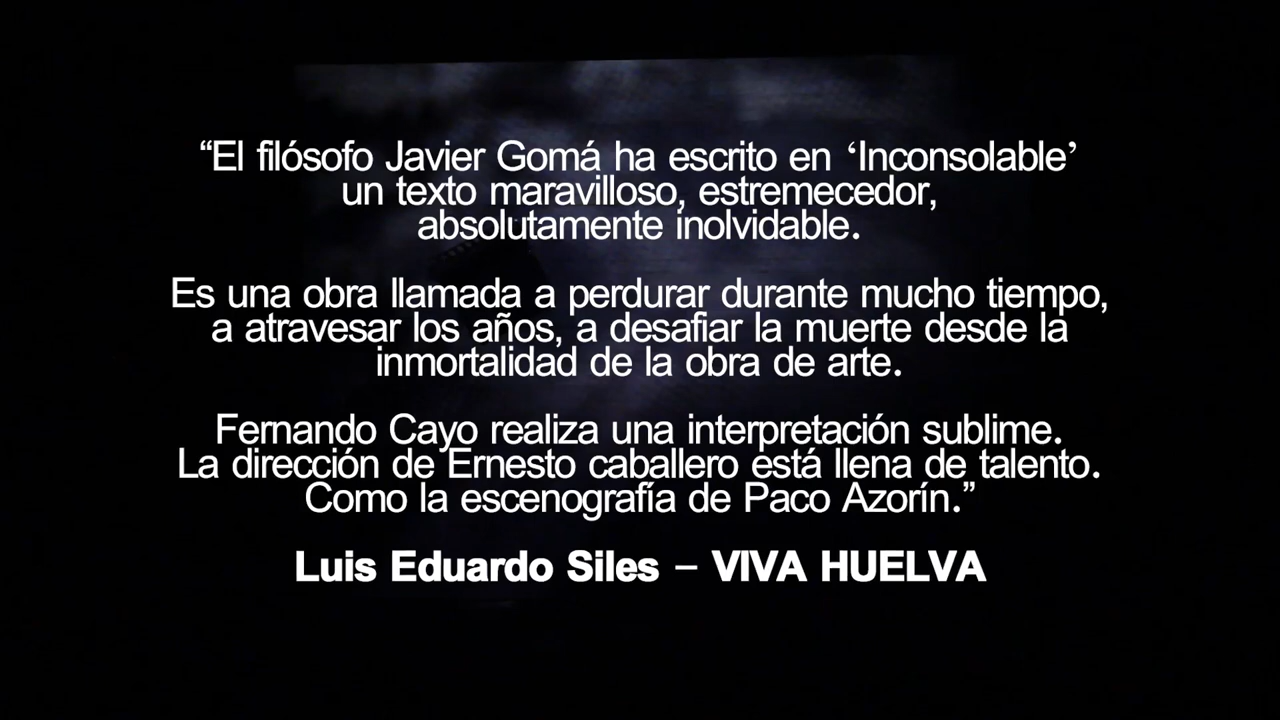 “El filósofo Javier Gomá ha escrito en ‘Inconsolable’
un texto maravilloso, estremecedor,
absolutamente inolvidable.
Es una obra llamada a perdurar durante mucho tiempo,
a atravesar los años, a desafiar la muerte desde la
inmortalidad de la obra de arte.
Fernando Cayo realiza una interpretación sublime.
La dirección de Ernesto caballero está llena de talento.
Como la escenografía de Paco Azorín.”
Luis Eduardo Siles – VIVA HUELVA